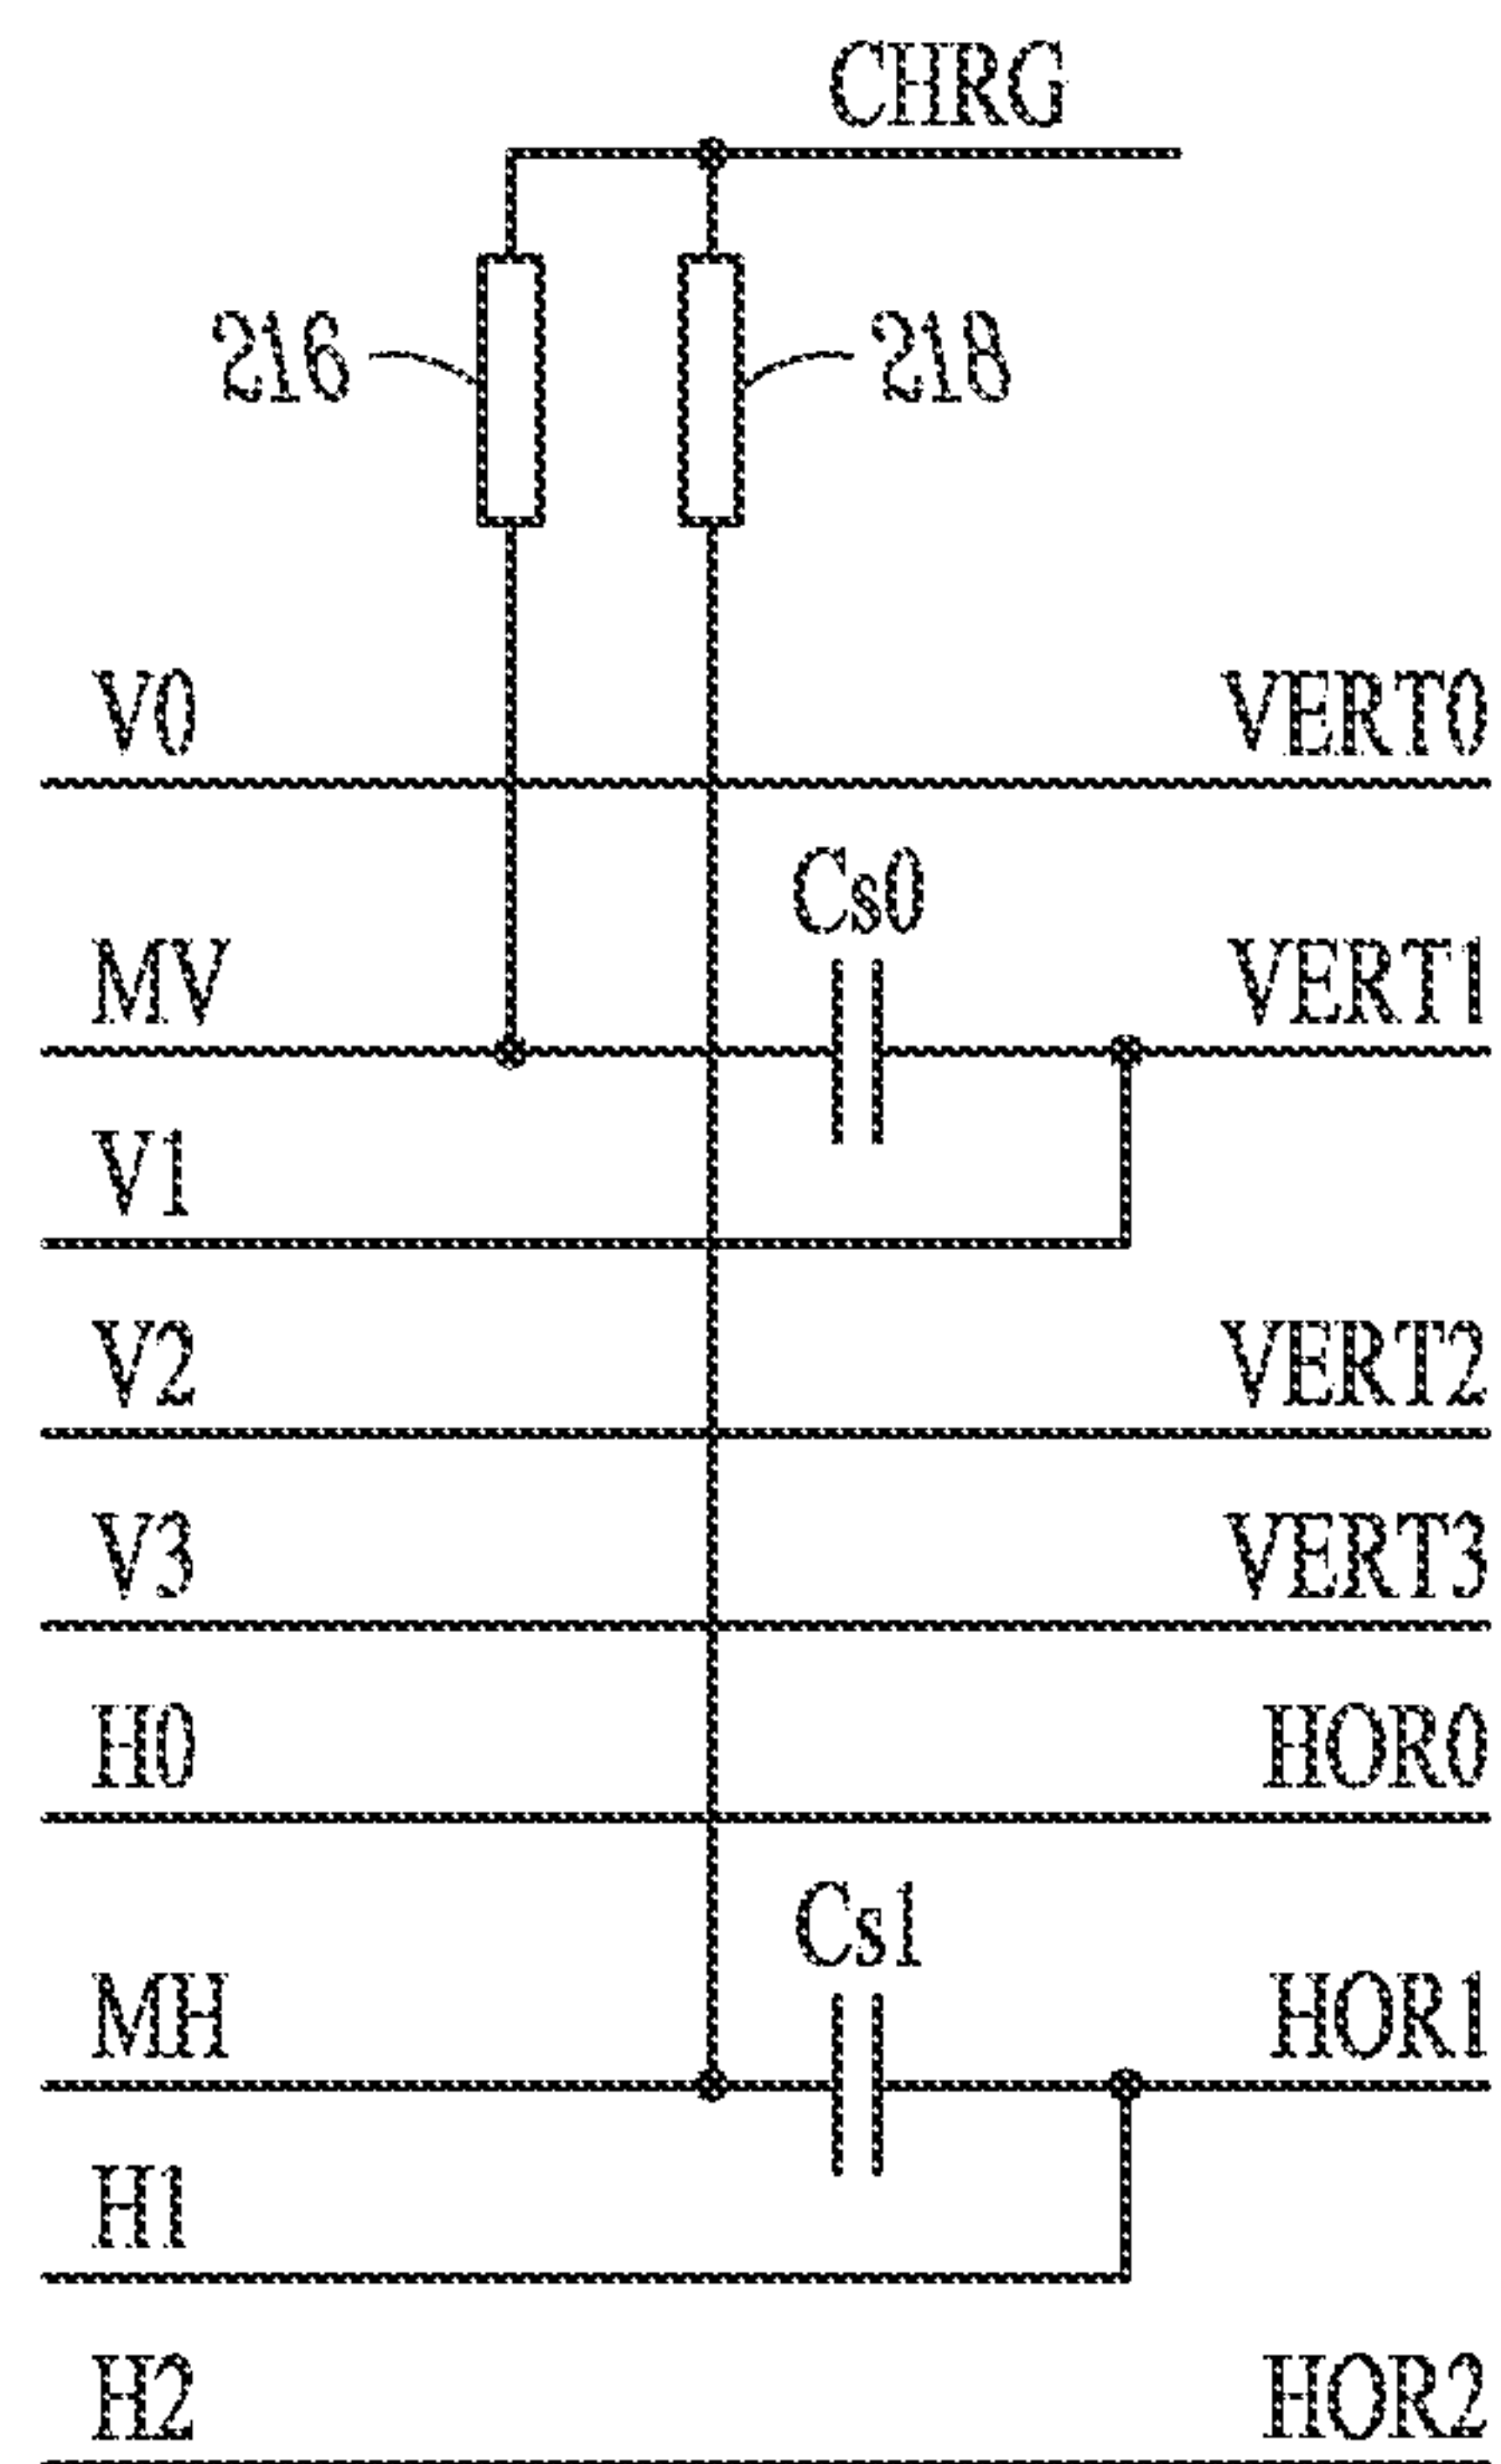 CHRG
216 218
V0 VERT0
Cs0
MV VERT1
V1
V2 VERT2
V3 VERT3
H0 HOR0
Cs1
MH HOR1
H1
H2 HOR2